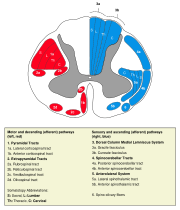 3a
3b
Motor and descending (efferent) pathways
(left, red)
1. Pyramidal Tracts
1a. Lateral corticospinal tract
1b. Anterior corticospinal tract
2. Extrapyramidal Tracts
2a. Rubrospinal tract
2b. Reticulospinal tract
2c. Vestibulospinal tract
2d. Olivospinal tract
Somatotopy Abbreviations:
S: Sacral, L: Lumbar
Th: Thoracic, C: Cervical
Sensory and ascending (afferent) pathways
(right, blue)
3. Dorsal Column Medial Lemniscus System
3a. Gracile fasciculus
3b. Cuneate fasciculus
4. Spinocerebellar Tracts
4a. Posterior spinocerebellar tract
4b. Anterior spinocerebellar tract
5. Anterolateral System
5a. Lateral spinothalamic tract
5b. Anterior spinothalamic tract
6. Spino-olivary fibers